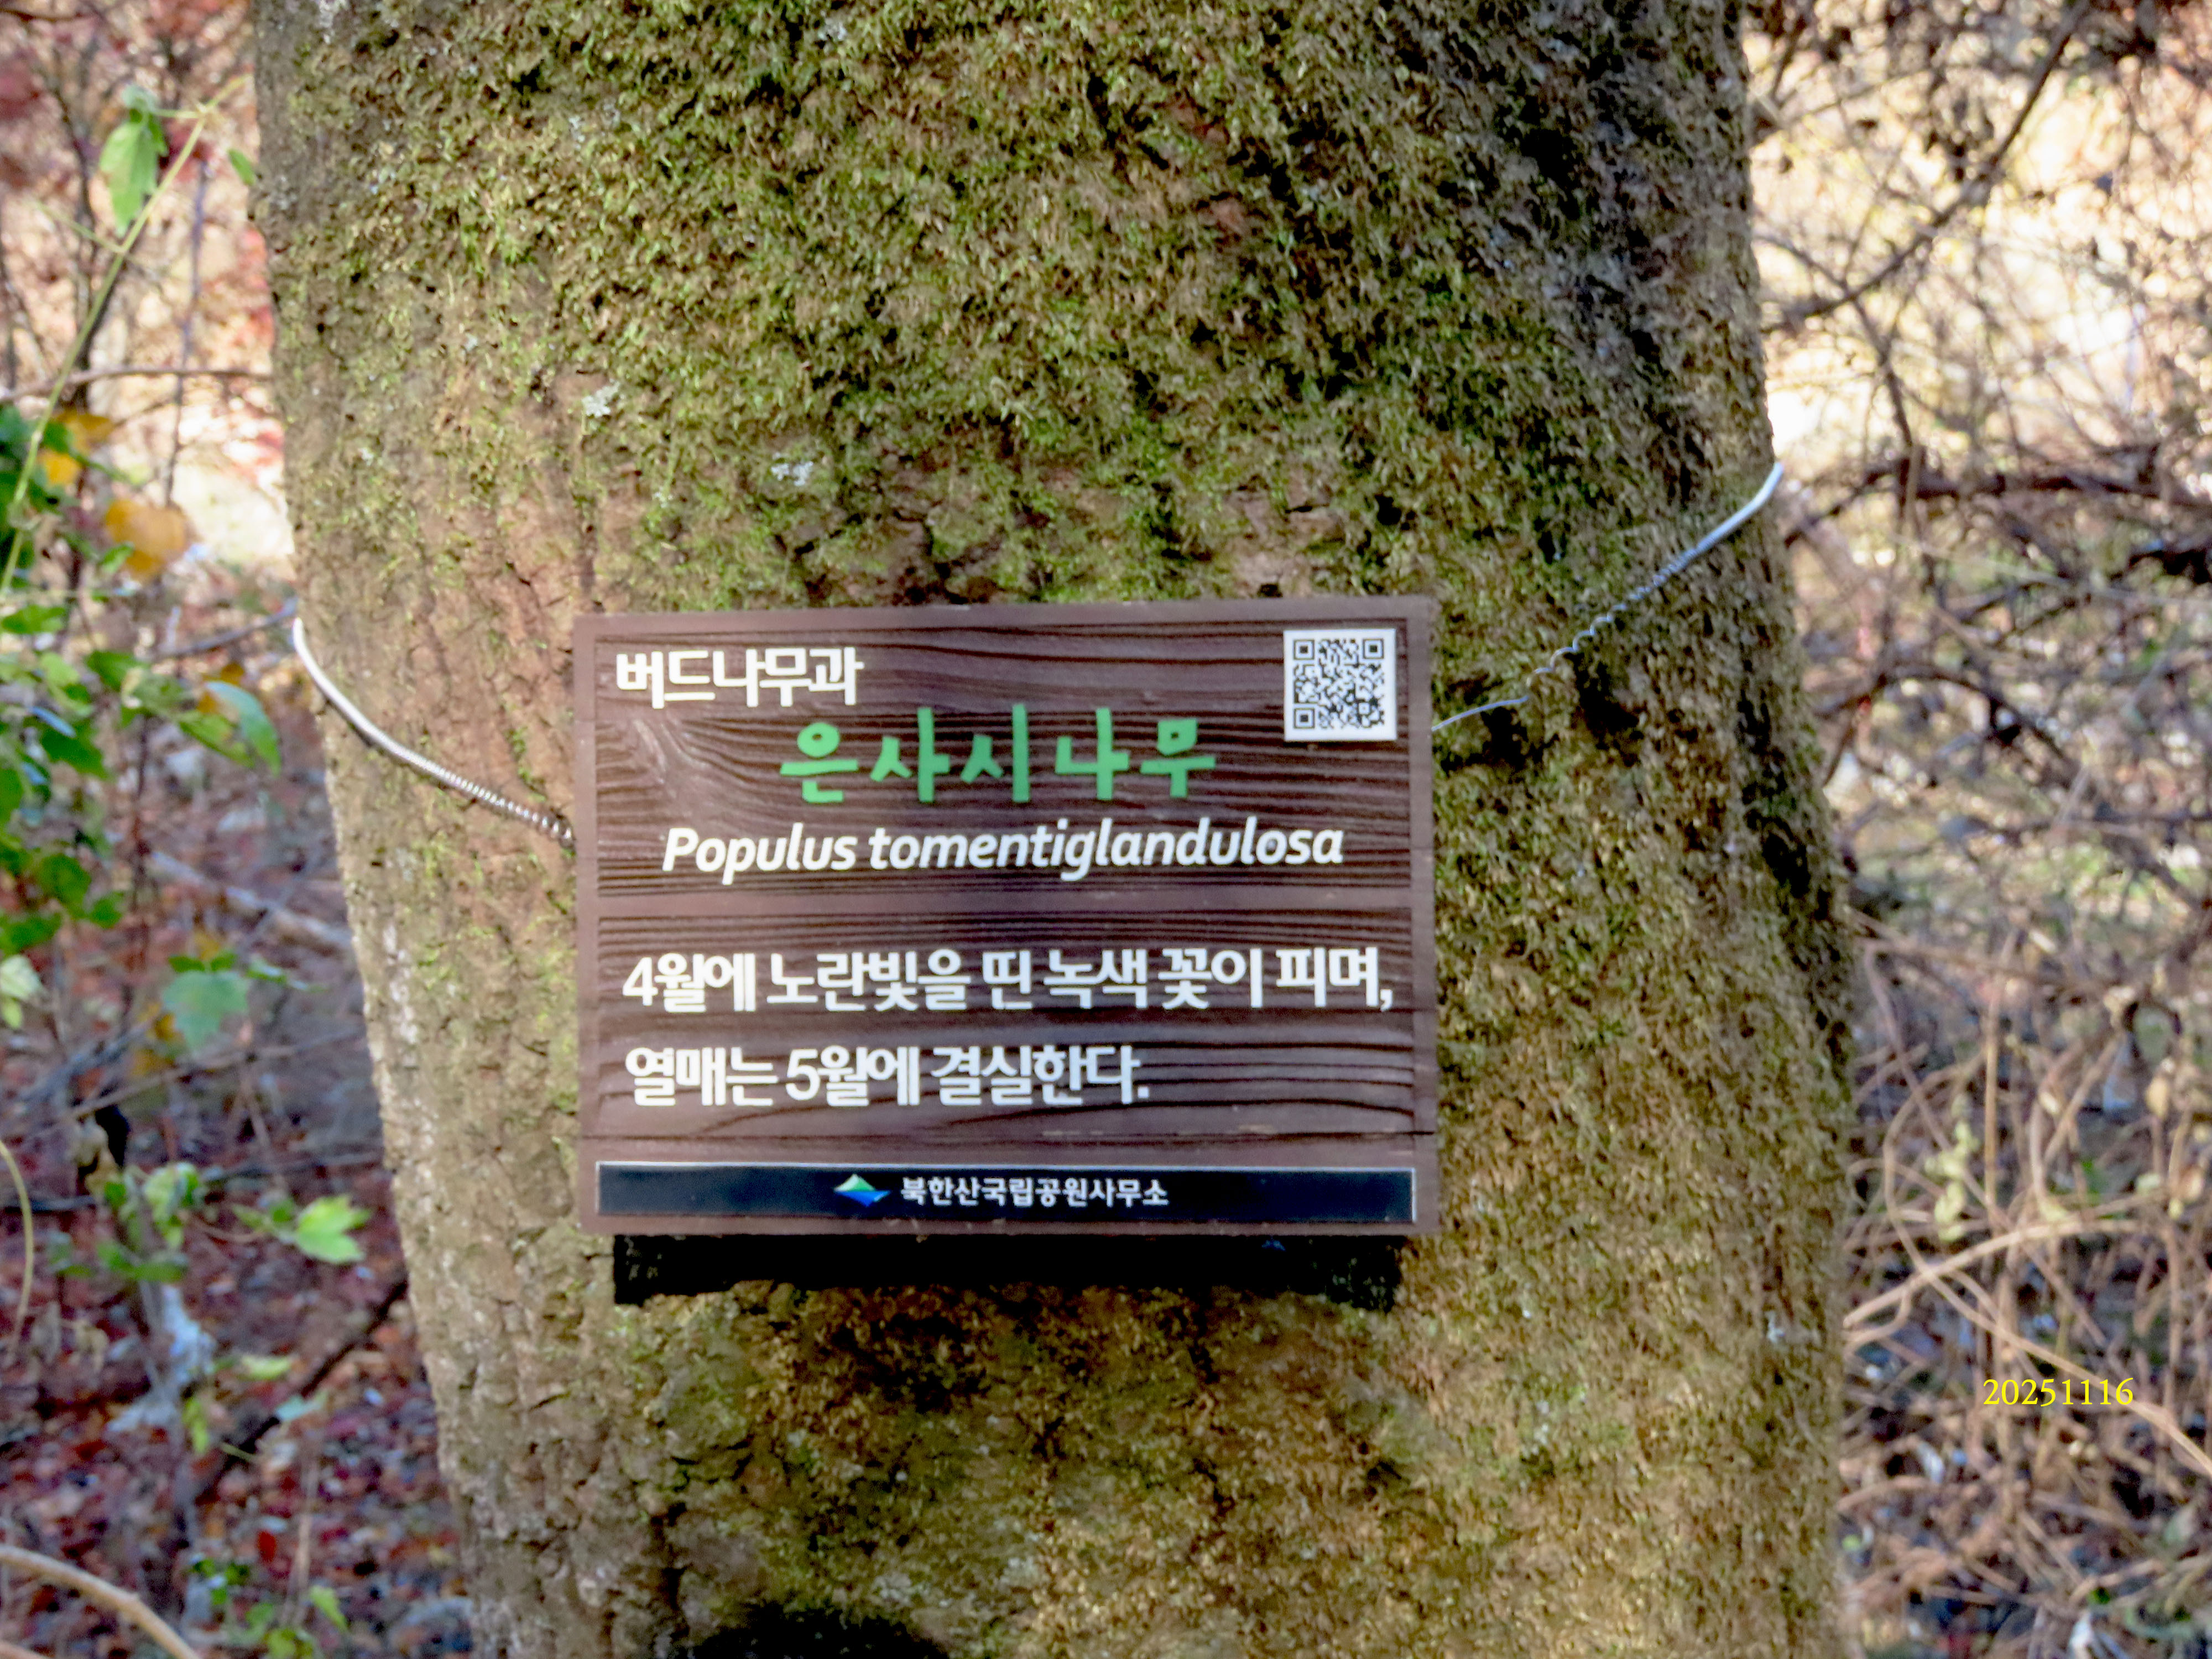 버드나무과
은사시나무
Populus tomentiglandulosa
4월에 노란빛을 띤 녹색 꽃이 피며,
열매는 5월에 결실한다.
북한산국립공원사무소
20251116